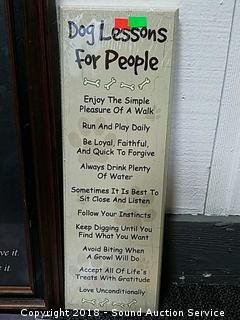 Dog Lessons
For People
Enjoy The Simple
Pleasure Of A Walk
Run And Play Daily
Be Loyal, Faithful,
And Quick To Forgive
Always Drink Plenty
Of Water
Sometimes It Is Best To
Sit Close And Listen
Follow Your Instincts
Keep Digging Until You
Find What You Want
Avoid Biting When
A Growl Will Do
Accept All Of Life's
Treats With Gratitude
Love Unconditionally
ve it
e it
Copyright 2018 - Sound Auction Service